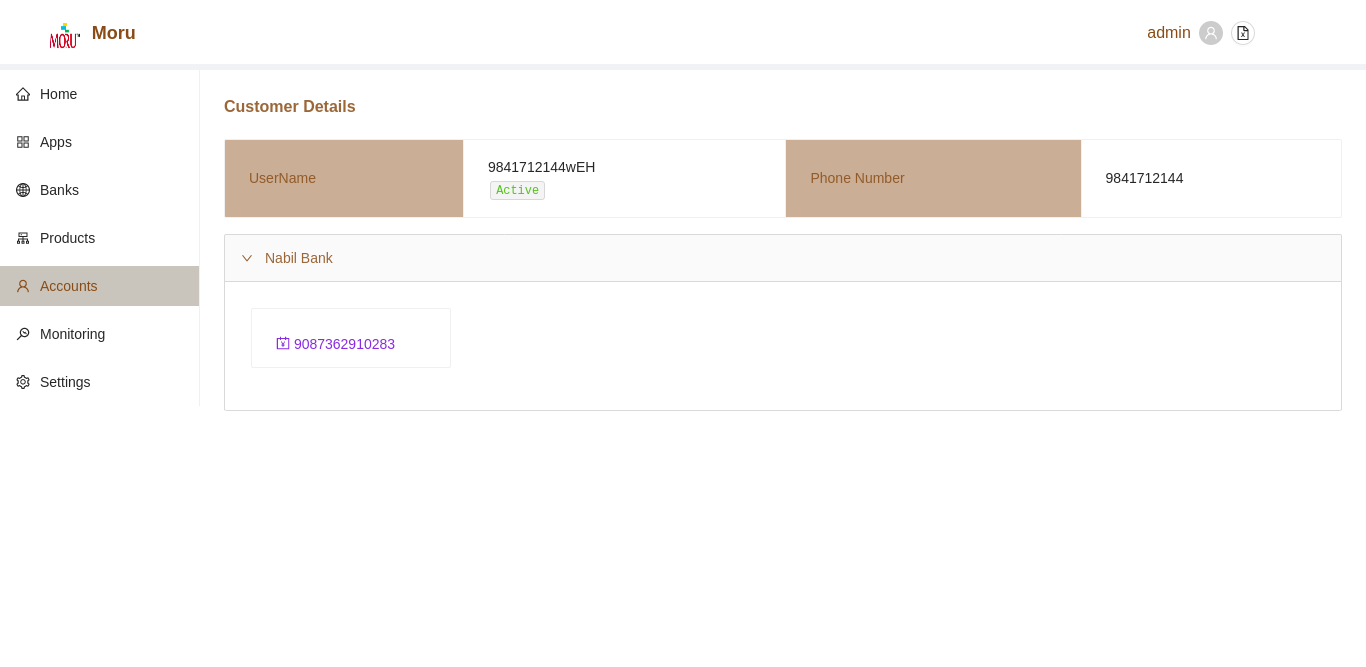 MORU
Moru
admin
Home
Apps
Banks
Products
Accounts
Monitoring
Settings
Customer Details
UserName
9841712144wEH
Active
Phone Number
9841712144
Nabil Bank
9087362910283